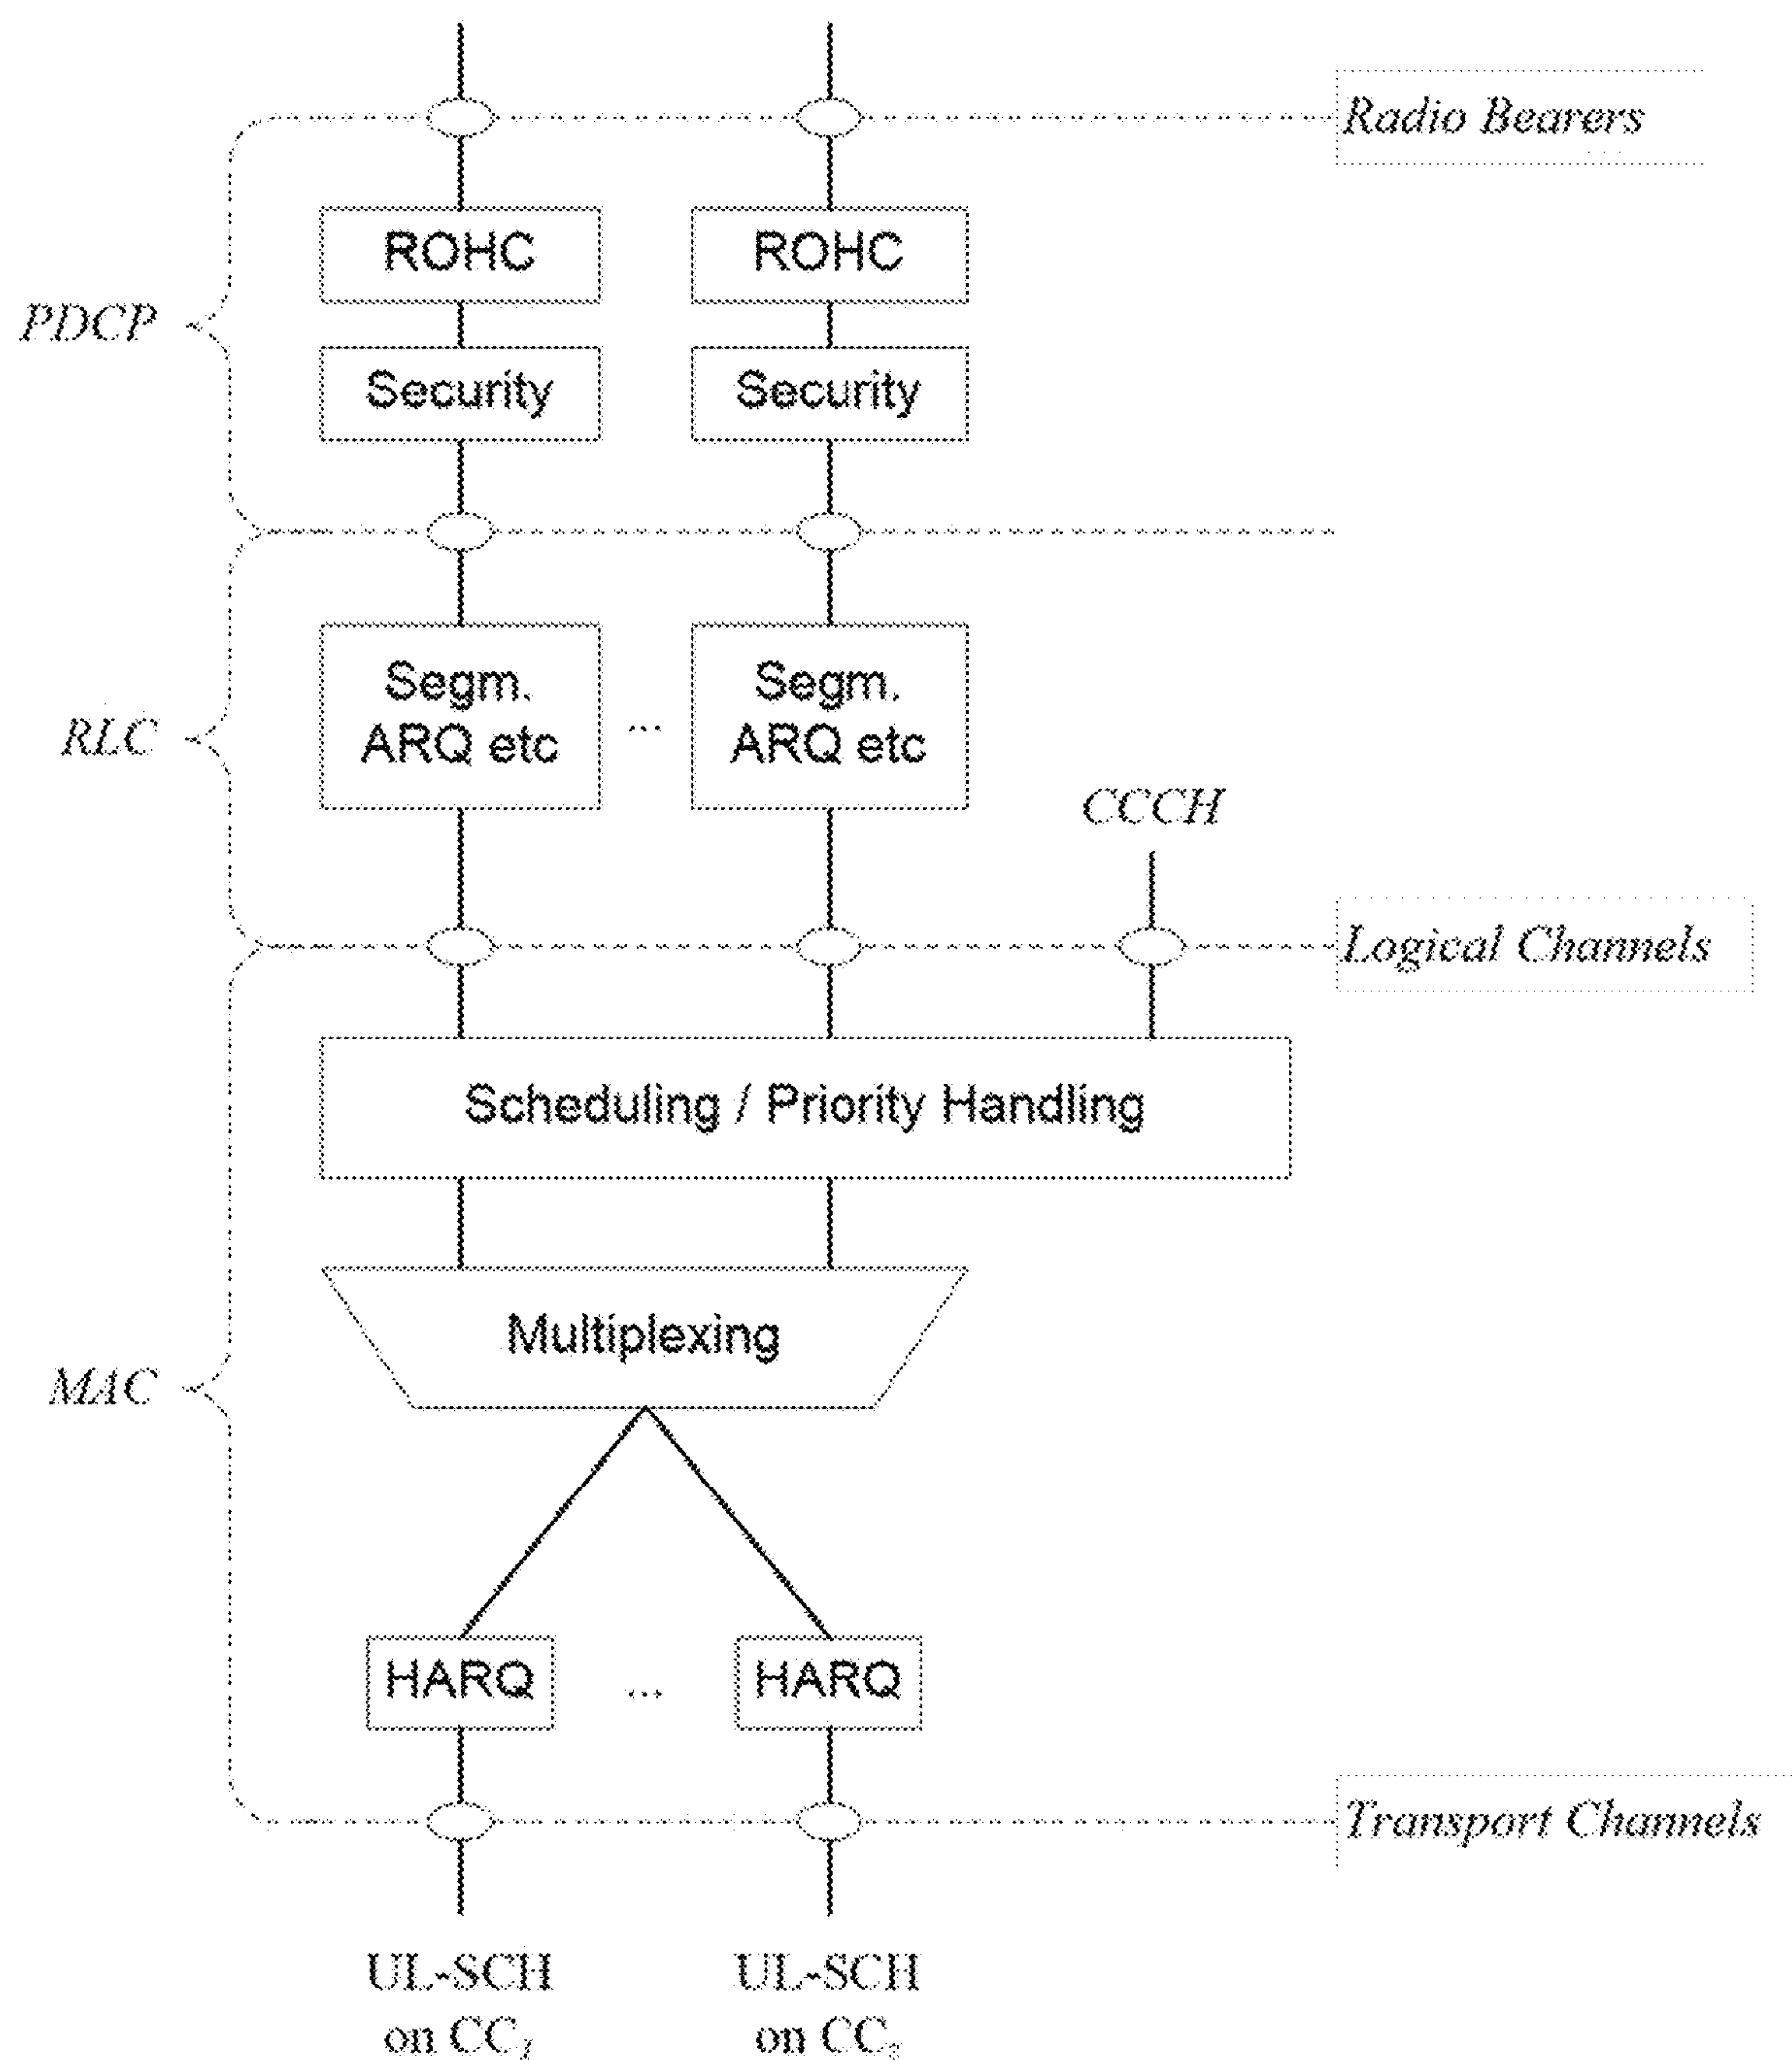 Radio Bearers
ROHC
ROHC
PDCP
Security
Security
Segm.
ARQ etc
...
Segm.
ARQ etc
RLC
CCCH
Logical Channels
Scheduling / Priority Handling
Multiplexing
MAC
HARQ
...
HARQ
Transport Channels
UL-SCH
on CC1
UL-SCH
on CC